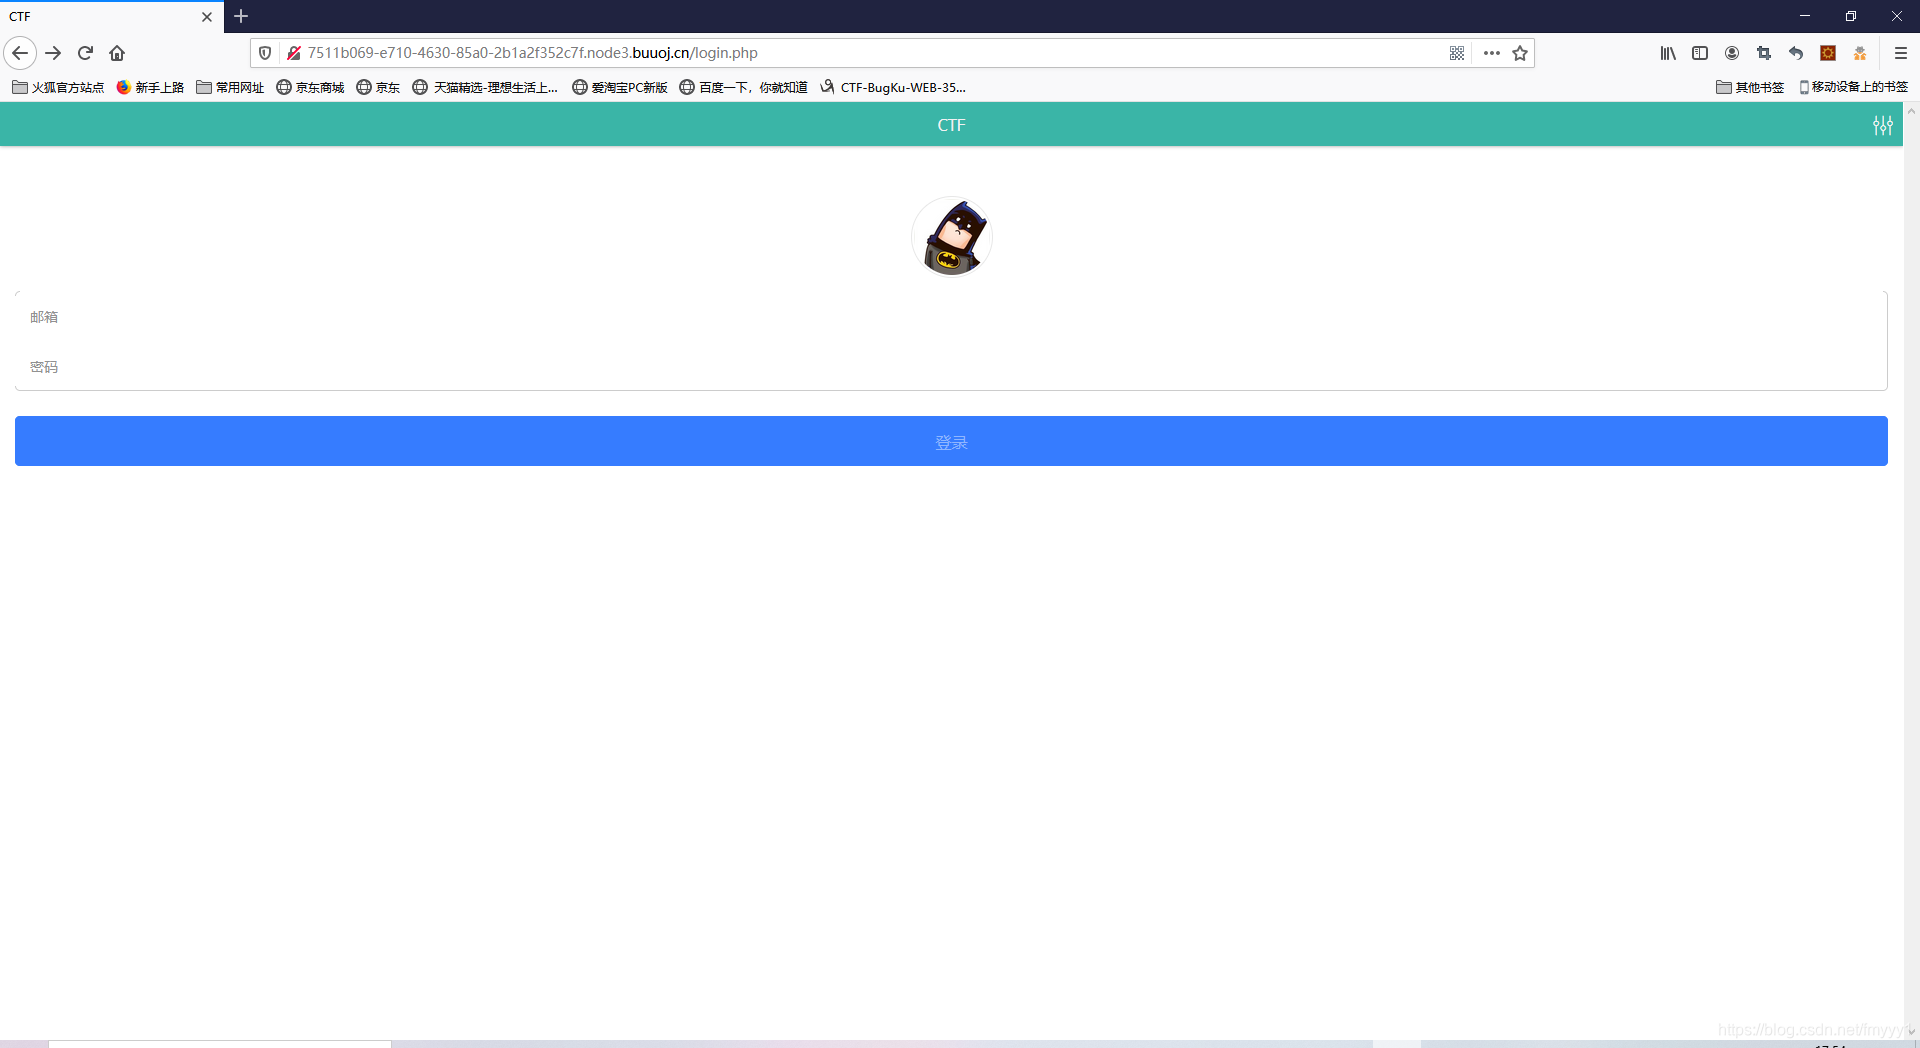 CTF
7511b069-e710-4630-85a0-2b1a2f352c7f.node3.buuoj.cn/login.php
火狐官方站点 新手上路 常用网址 京东商城 京东 天猫精选-理想生活上... 爱淘宝PC新版 百度一下，你就知道 CTF-BugKu-WEB-35... 其他书签 移动设备上的书签
CTF
邮箱
密码
登录
https://blog.csdn.net/fmyyy